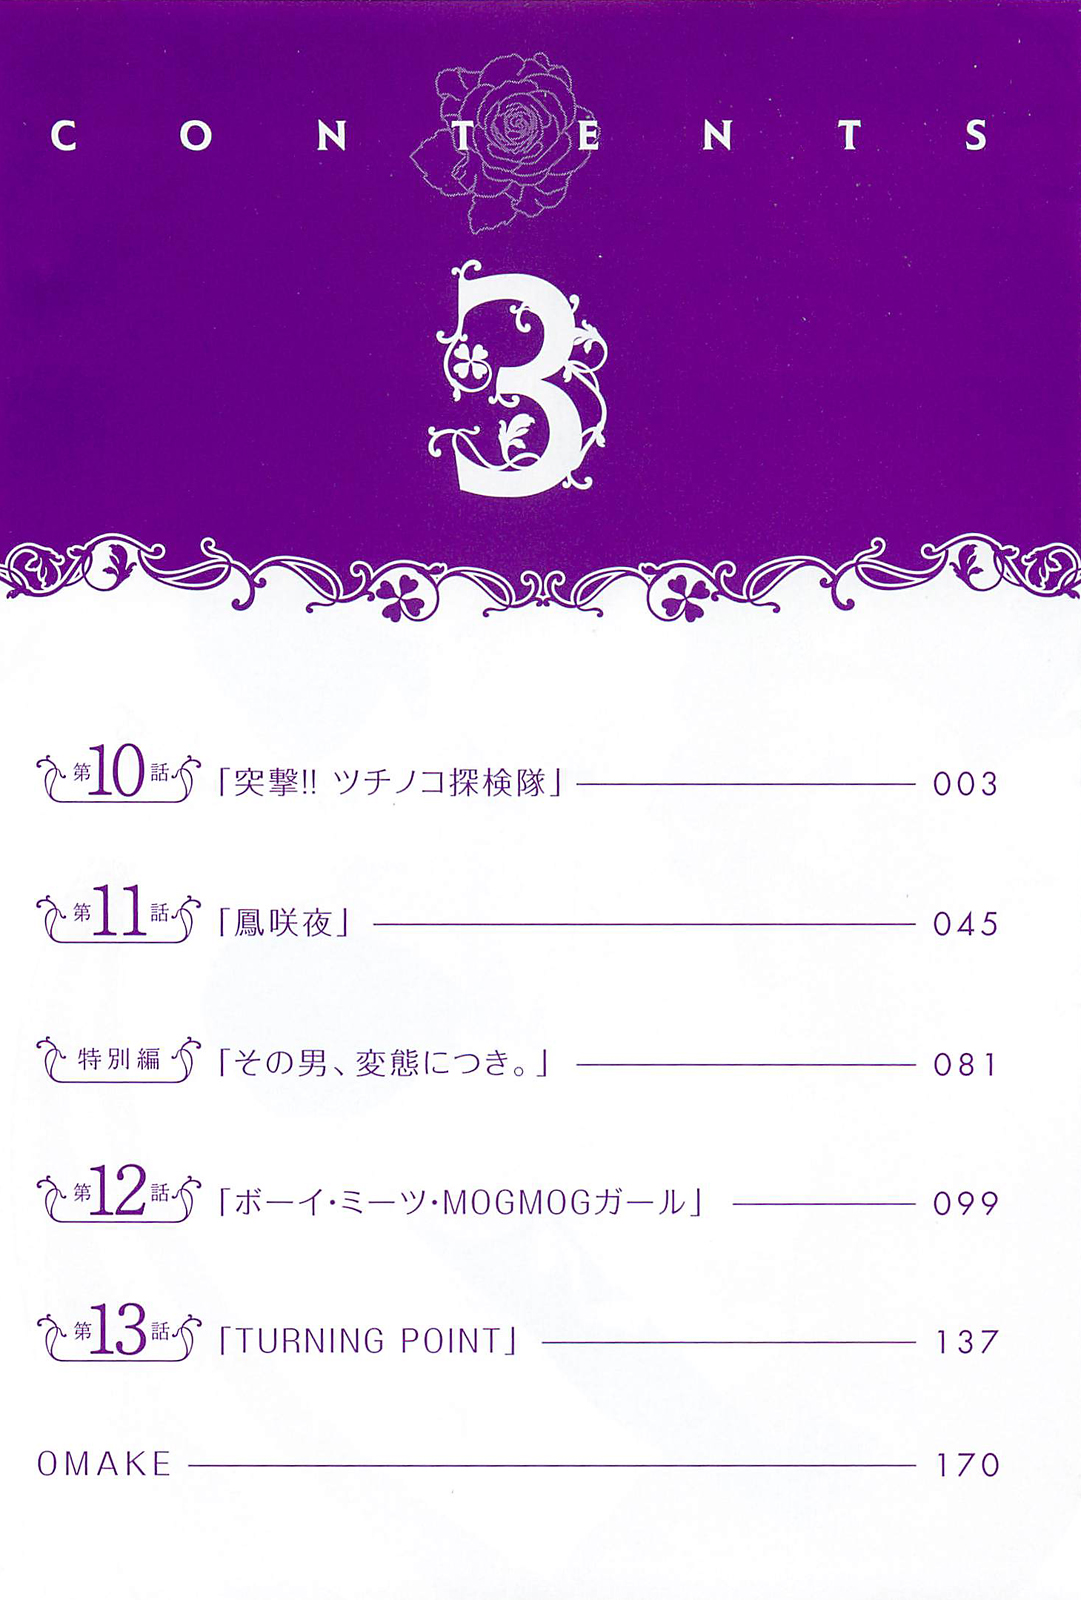 CONTENTS
3
第10話「突撃!! ツチノコ探検隊」 003
第11話「鳳咲夜」 045
特別編「その男、変態につき。」 081
第12話「ボーイ・ミーツ・MOGMOGガール」 099
第13話「TURNING POINT」 137
OMAKE 170